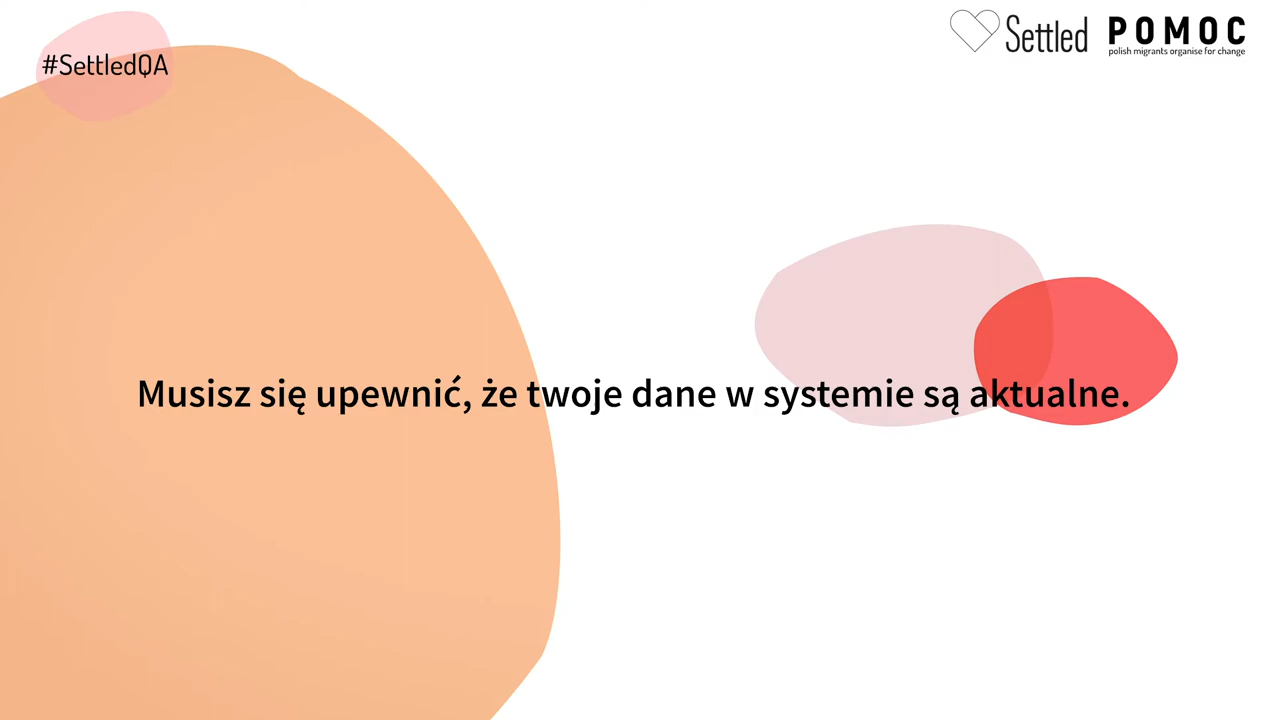 #SettledQA
Settled
POMOC
polish migrants organise for change
Musisz się upewnić, że twoje dane w systemie są aktualne.